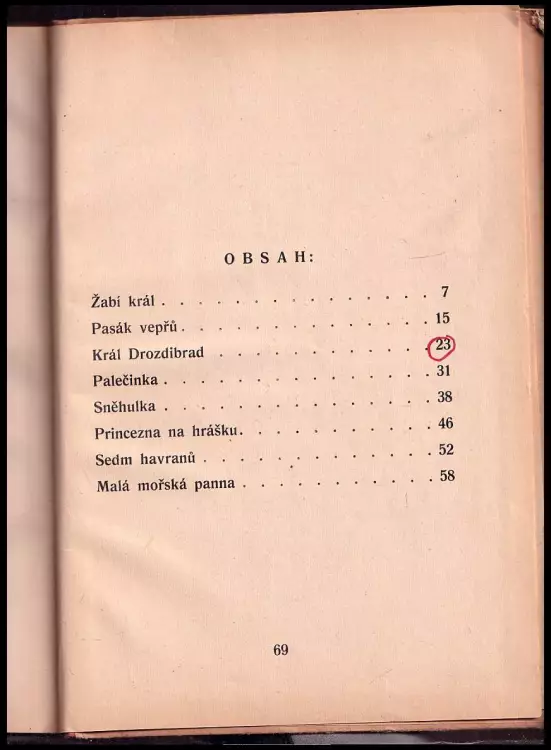 OBSAH:
Žabí král . . . . . . . . . . . . . . . 7
Pasák vepřů . . . . . . . . . . . . . . 15
Král Drozdibrad . . . . . . . . . . . . 23
Palečinka . . . . . . . . . . . . . . . 31
Sněhulka . . . . . . . . . . . . . . . 38
Princezna na hrášku . . . . . . . . . . . 46
Sedm havranů . . . . . . . . . . . . . 52
Malá mořská panna . . . . . . . . . . . 58
69